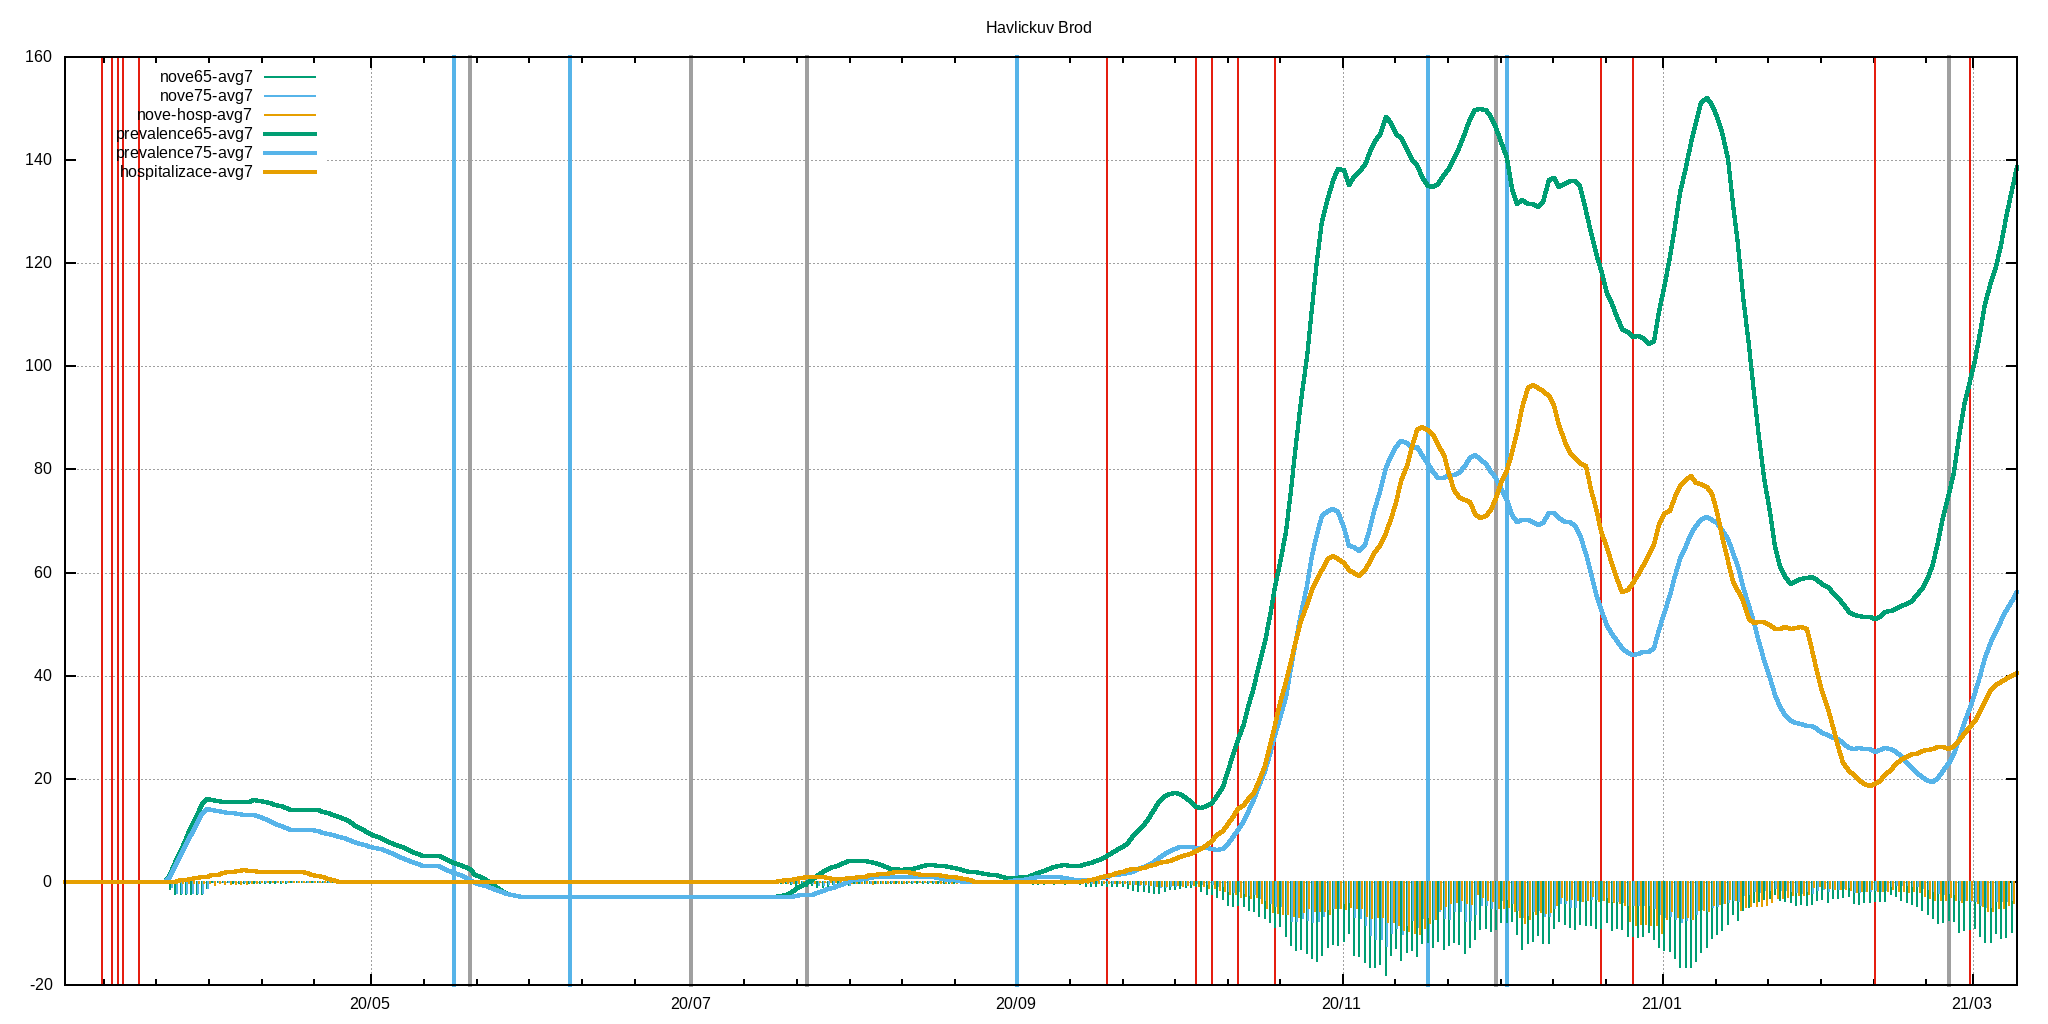 Havlickuv Brod
160
140
120
100
80
60
40
20
0
-20
nove65-avg7
nove75-avg7
nove-hosp-avg7
prevalence65-avg7
prevalence75-avg7
hospitalizace-avg7
20/05 20/07 20/09 20/11 21/01 21/03